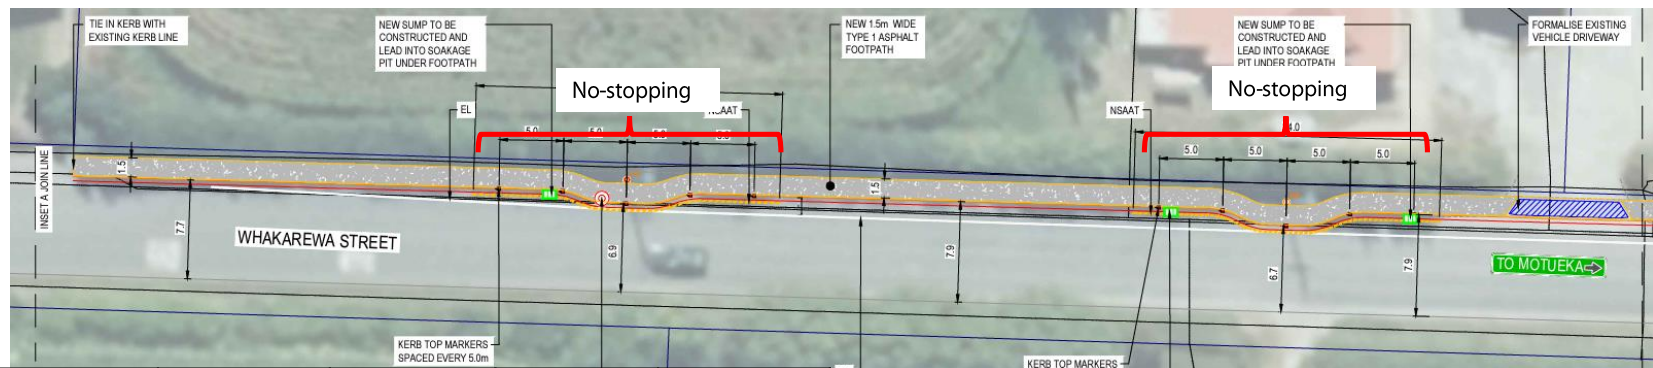 TIE IN KERB WITH
EXISTING KERB LINE
NEW SUMP TO BE
CONSTRUCTED AND
LEAD INTO SOAKAGE
PIT UNDER FOOTPATH
No-stopping
NEW 1.5m WIDE
TYPE 1 ASPHALT
FOOTPATH
NEW SUMP TO BE
CONSTRUCTED AND
LEAD INTO SOAKAGE
PIT UNDER FOOTPATH
No-stopping
FORMALISE EXISTING
VEHICLE DRIVEWAY
EL
NSAAT
5.0
5.0
5.0
5.0
5.0
5.0
1.5
1.5
INSET A JOIN LINE
7.7
WHAKAREWA STREET
6.9
7.9
6.7
7.9
TO MOTUEKA
KERB TOP MARKERS
SPACED EVERY 5.0m
KERB TOP MARKERS